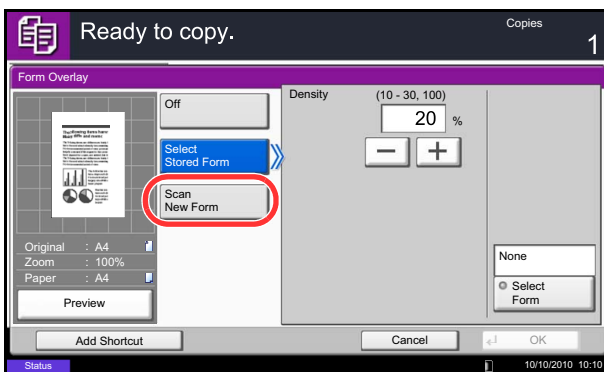 Ready to copy.
Copies
1
Form Overlay
Off
Select
Stored Form
Scan
New Form
Density
(10 - 30, 100)
20 %
Original : A4
Zoom : 100%
Paper : A4
Preview
None
Select
Form
Add Shortcut
Cancel
OK
Status
10/10/2010 10:10